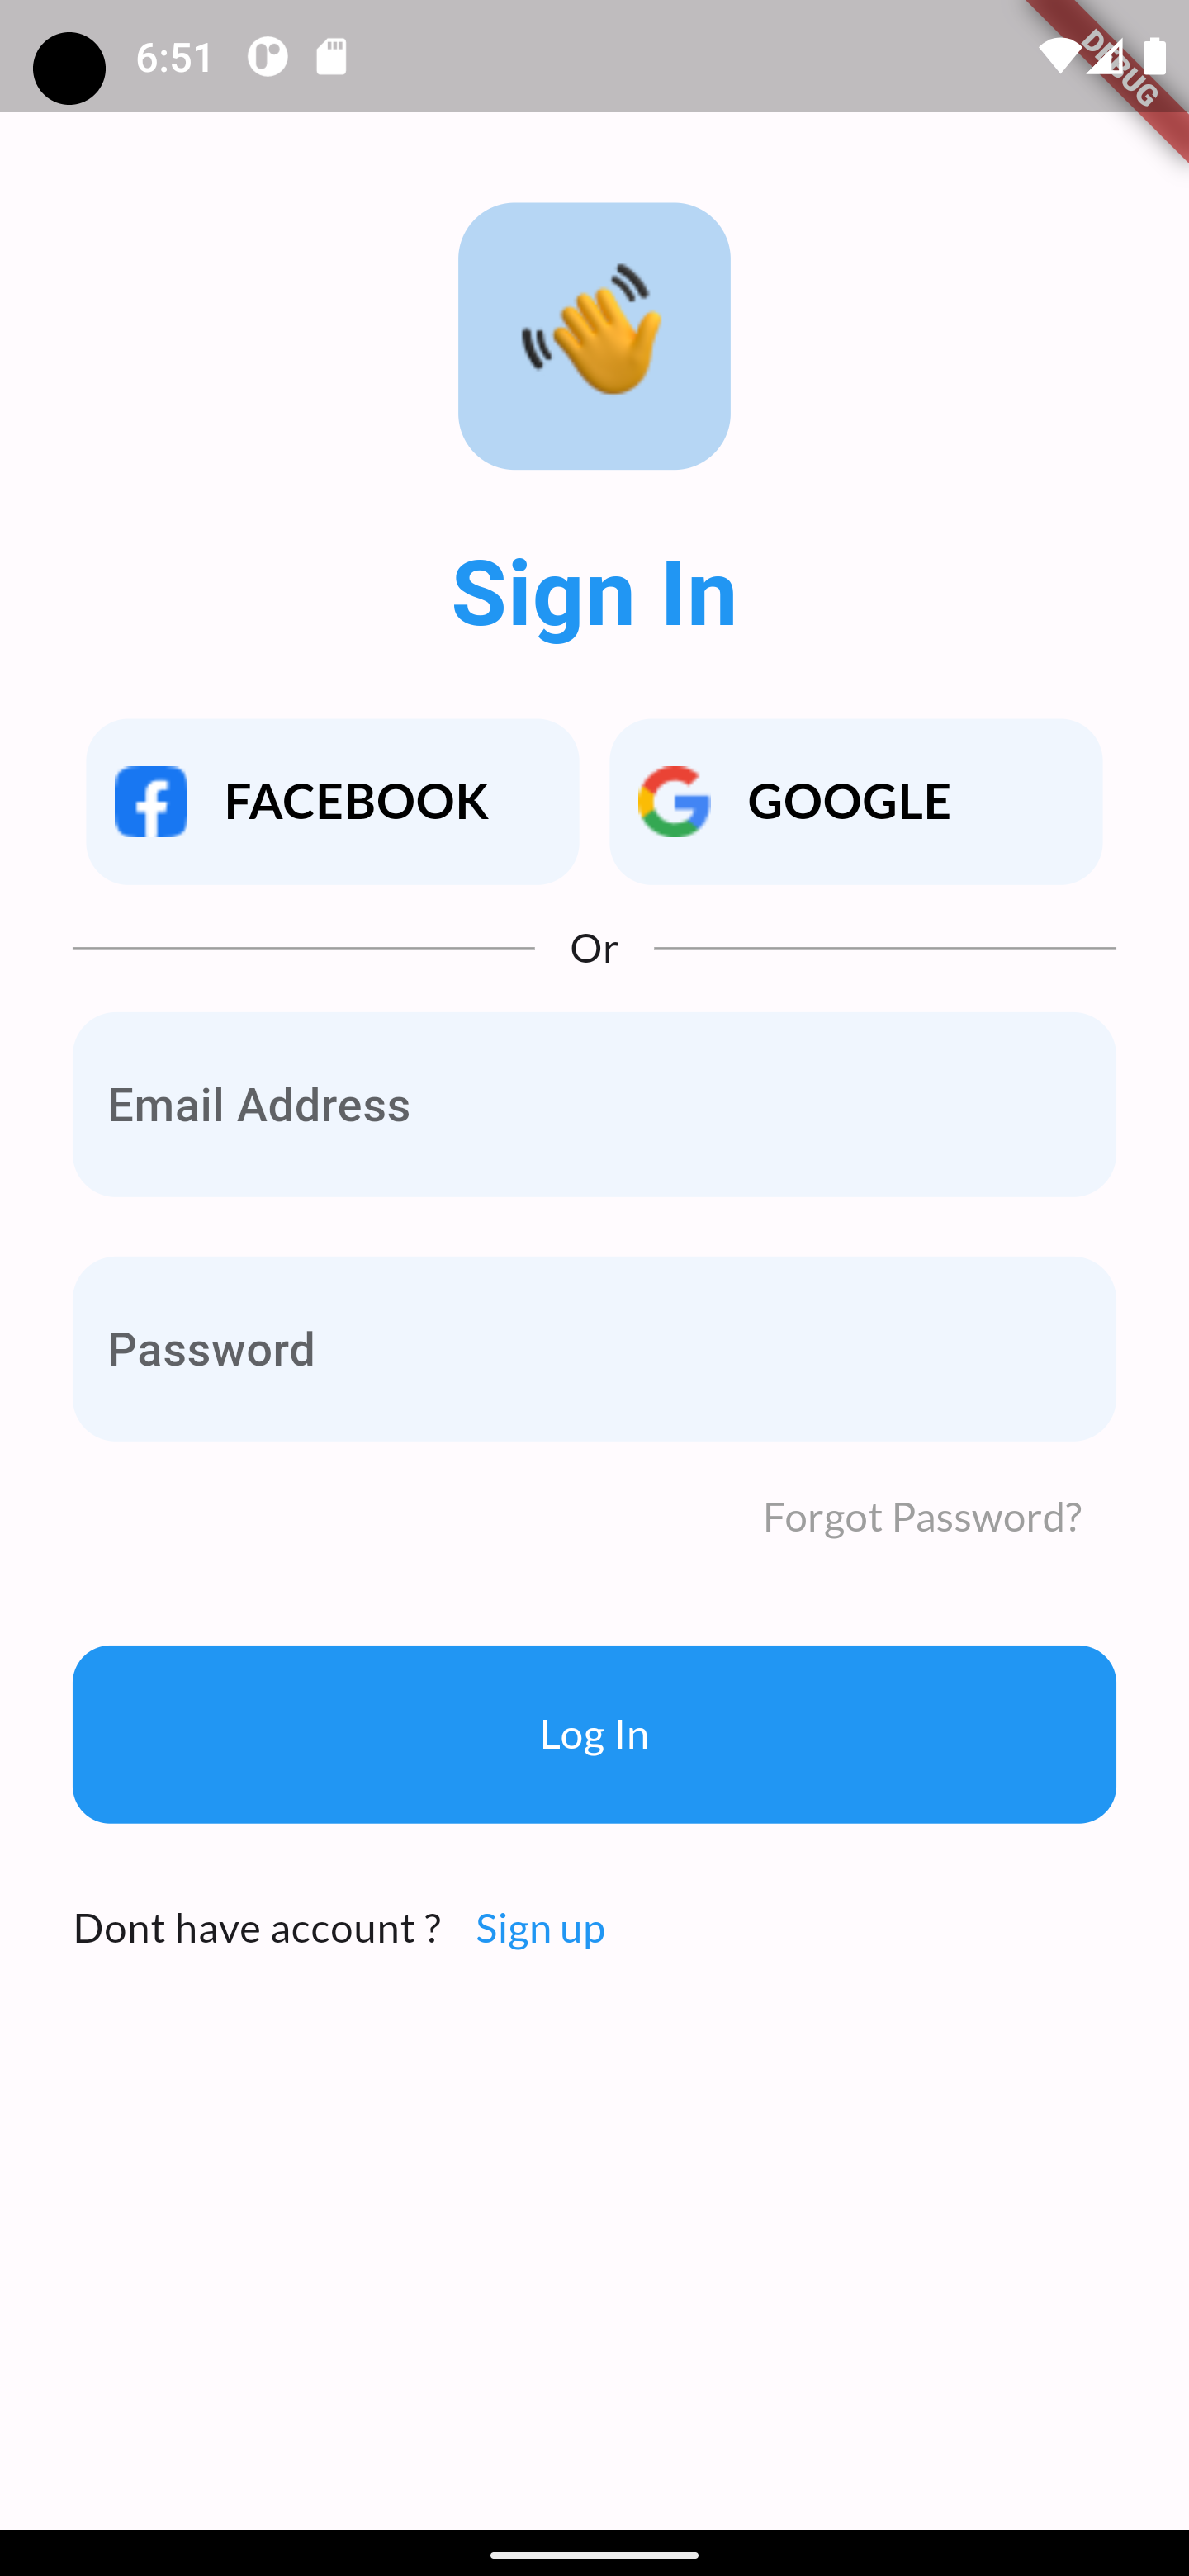 6:51
DEBUG
Sign In
FACEBOOK GOOGLE
Or
Email Address
Password
Forgot Password?
Log In
Dont have account ? Sign up